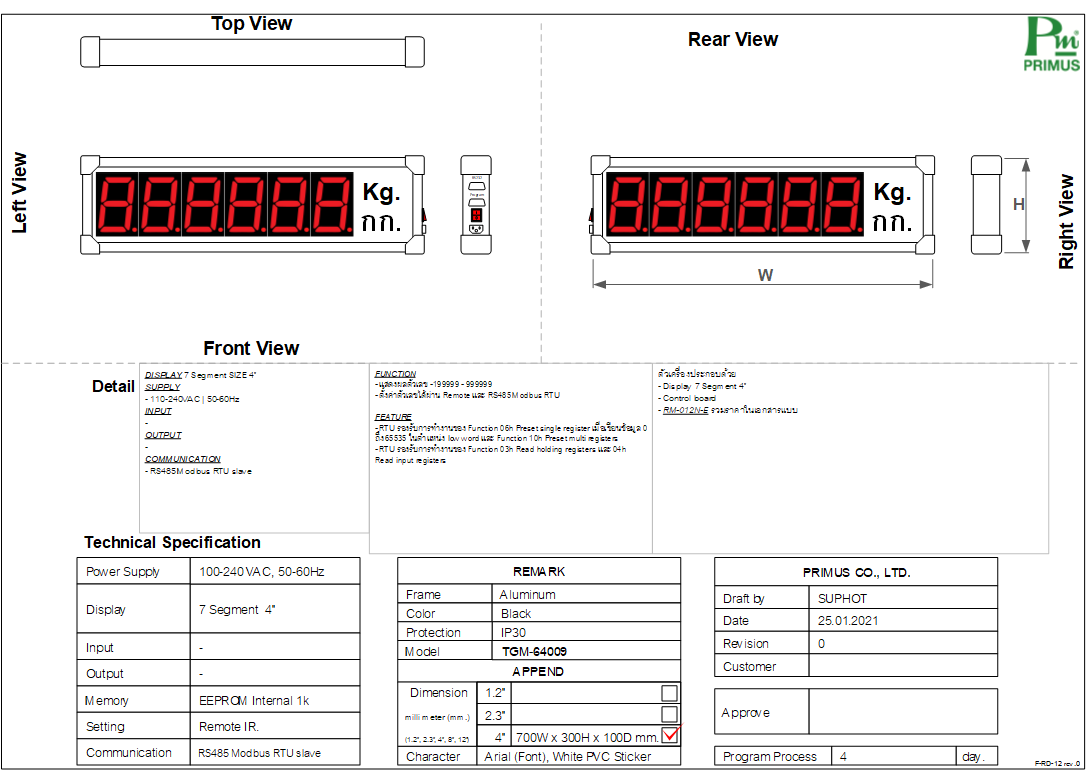 Top View
Rear View
Pm
PRIMUS
Left View
Kg.
กก.
Kg.
กก.
H
W
Right View
Front View
Detail
DISPLAY 7 Segment SIZE 4"
SUPPLY
- 110-240VAC | 50-60Hz
INPUT
-
OUTPUT
-
COMMUNICATION
- RS485Modbus RTU slave
FUNCTION
-แสดงผลตัวเลข -199999 - 999999
-ตั้งค่าตัวเลขได้ผ่าน Remote และ RS485Modbus RTU
FEATURE
-RTU รองรับการทำงานของ Function 06h Preset single register เมื่อเขียนข้อมูล 0
ถึง 65535 ในตำแหน่ง low word และ Function 10h Preset multi registers
-RTU รองรับการทำงานของ Function 03h Read holding registers และ 04h
Read input registers
ตัวเครื่องประกอบด้วย
- Display 7 Segment 4"
- Control board
- RM-012N-E รวมราคาในเอกสารแบบ
Technical Specification
Power Supply 100-240VAC, 50-60Hz
Display 7 Segment 4"
Input -
Output -
Memory EEPROM Internal 1k
Setting Remote IR.
Communication RS485 Modbus RTU slave
REMARK
Frame Aluminum
Color Black
Protection IP30
Model TGM-64009
APPEND
Dimension 1.2"
millimeter (mm.) 2.3"
(1.2", 2.3", 4", 8", 12") 4" 700W x 300H x 100D mm.
Character Arial (Font), White PVC Sticker
PRIMUS CO., LTD.
Draft by SUPHOT
Date 25.01.2021
Revision 0
Customer
Approve
Program Process 4 day.
F-RD-12 rev.0